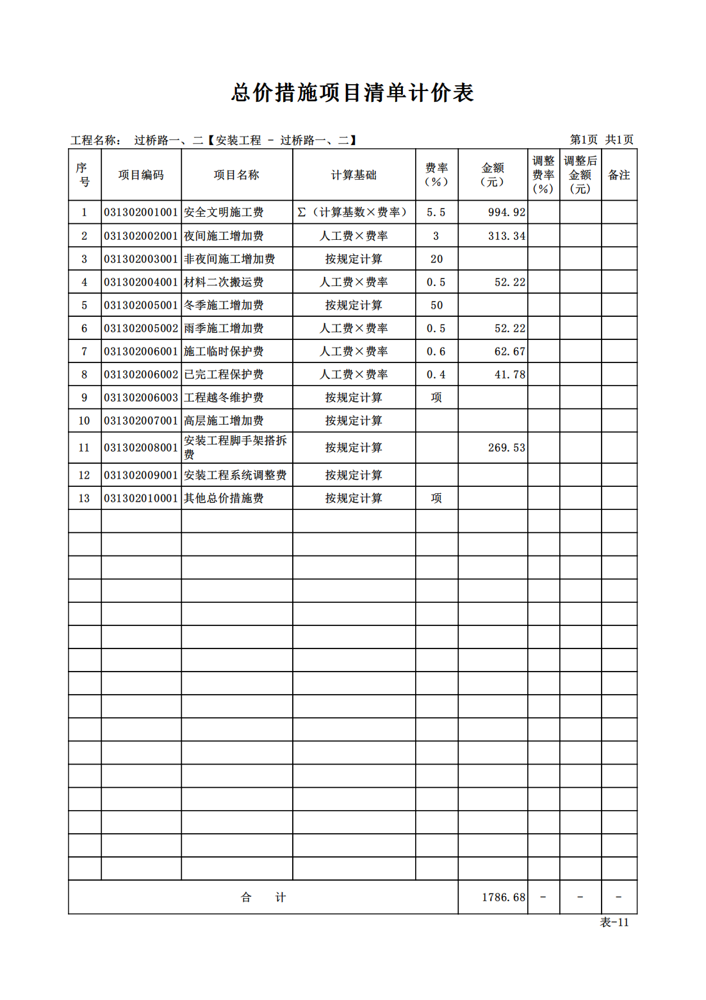 总价措施项目清单计价表
工程名称： 过桥路一、二【安装工程 - 过桥路一、二】 第1页 共1页
序号 项目编码 项目名称 计算基础 费率（%） 金额（元） 调整费率(%) 调整后金额(元) 备注
1 031302001001 安全文明施工费 Σ（计算基数×费率） 5.5 994.92
2 031302002001 夜间施工增加费 人工费×费率 3 313.34
3 031302003001 非夜间施工增加费 按规定计算 20
4 031302004001 材料二次搬运费 人工费×费率 0.5 52.22
5 031302005001 冬季施工增加费 按规定计算 50
6 031302005002 雨季施工增加费 人工费×费率 0.5 52.22
7 031302006001 施工临时保护费 人工费×费率 0.6 62.67
8 031302006002 已完工程保护费 人工费×费率 0.4 41.78
9 031302006003 工程越冬维护费 按规定计算 项
10 031302007001 高层施工增加费 按规定计算
11 031302008001 安装工程脚手架搭拆费 按规定计算 269.53
12 031302009001 安装工程系统调整费 按规定计算
13 031302010001 其他总价措施费 按规定计算 项
合 计 1786.68 - - -
表-11